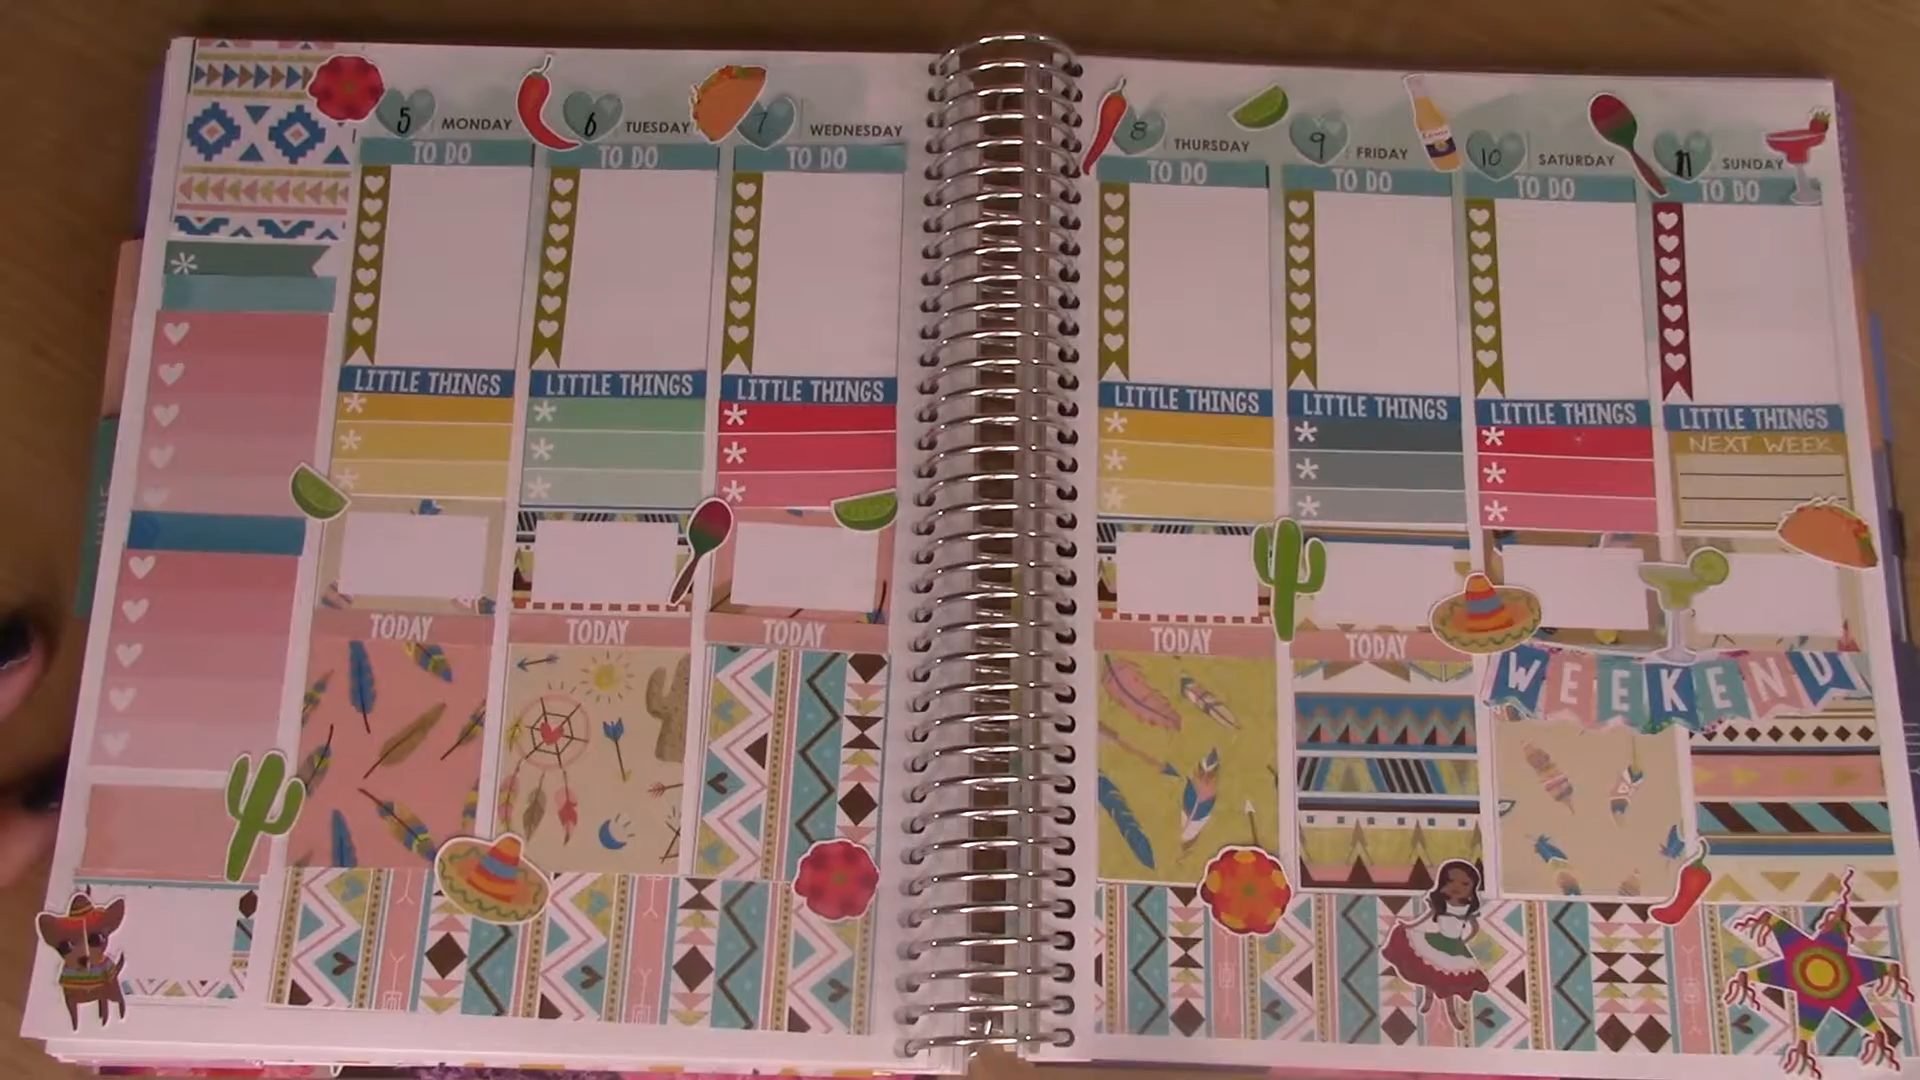 5 MONDAY
6 TUESDAY
7 WEDNESDAY
8 THURSDAY
9 FRIDAY
10 SATURDAY
11 SUNDAY
TO DO
TO DO
TO DO
TO DO
TO DO
TO DO
TO DO
LITTLE THINGS
LITTLE THINGS
LITTLE THINGS
LITTLE THINGS
LITTLE THINGS
LITTLE THINGS
LITTLE THINGS
NEXT WEEK
TODAY
TODAY
TODAY
TODAY
TODAY
WEEKEND
JUNE